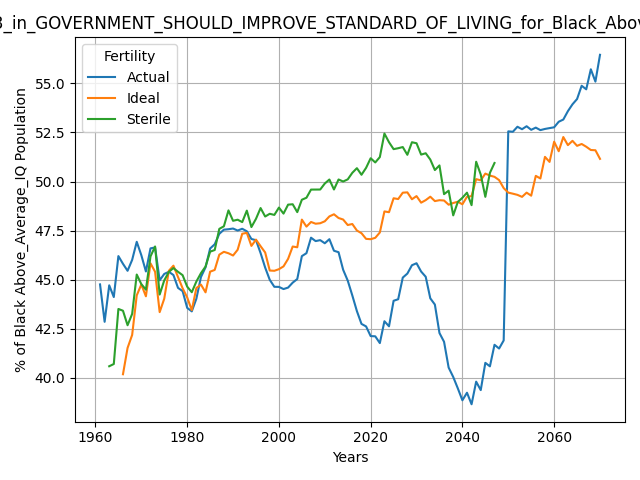 3_in_GOVERNMENT_SHOULD_IMPROVE_STANDARD_OF_LIVING_for_Black_Abov
Fertility
Actual
Ideal
Sterile
% of Black Above_Average_IQ Population
55.0
52.5
50.0
47.5
45.0
42.5
40.0
1960
1980
2000
2020
2040
2060
Years